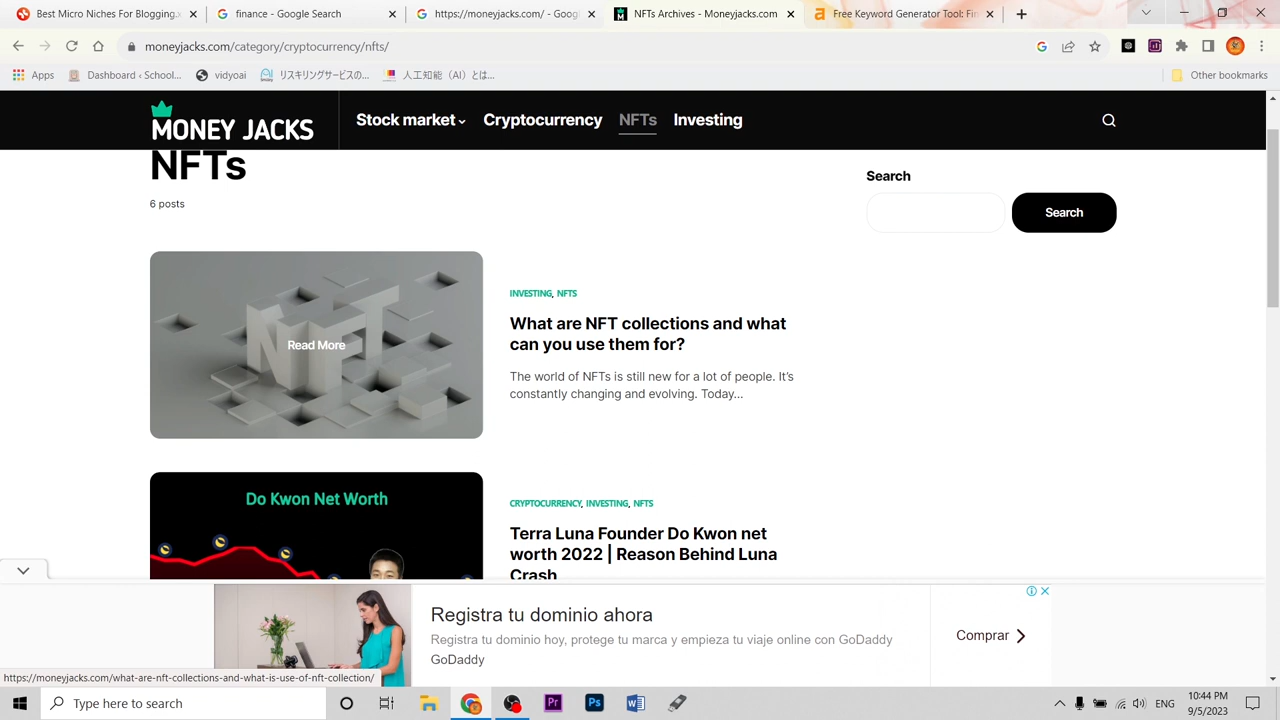 Best Micro Niches For Blogging.
finance - Google Search
https://moneyjacks.com/ - Goog
NFTs Archives - Moneyjacks.com
Free Keyword Generator Tool: Fin
moneyjacks.com/category/cryptocurrency/nfts/
Apps
Dashboard ‹ School...
vidyoai
リスキリングサービスの...
人工知能（AI）とは...
Other bookmarks
MONEY JACKS
Stock market
Cryptocurrency
NFTs
Investing
NFTs
6 posts
Search
Search
NFT
Read More
INVESTING, NFTS
What are NFT collections and what
can you use them for?
The world of NFTs is still new for a lot of people. It's
constantly changing and evolving. Today...
Do Kwon Net Worth
CRYPTOCURRENCY, INVESTING, NFTS
Terra Luna Founder Do Kwon net
worth 2022 | Reason Behind Luna
Crash
Registra tu dominio ahora
Registra tu dominio hoy, protege tu marca y empieza tu viaje online con GoDaddy
GoDaddy
Comprar
https://moneyjacks.com/what-are-nft-collections-and-what-is-use-of-nft-collection/
Type here to search
Pr
Ps
W
ENG
10:44 PM
9/5/2023